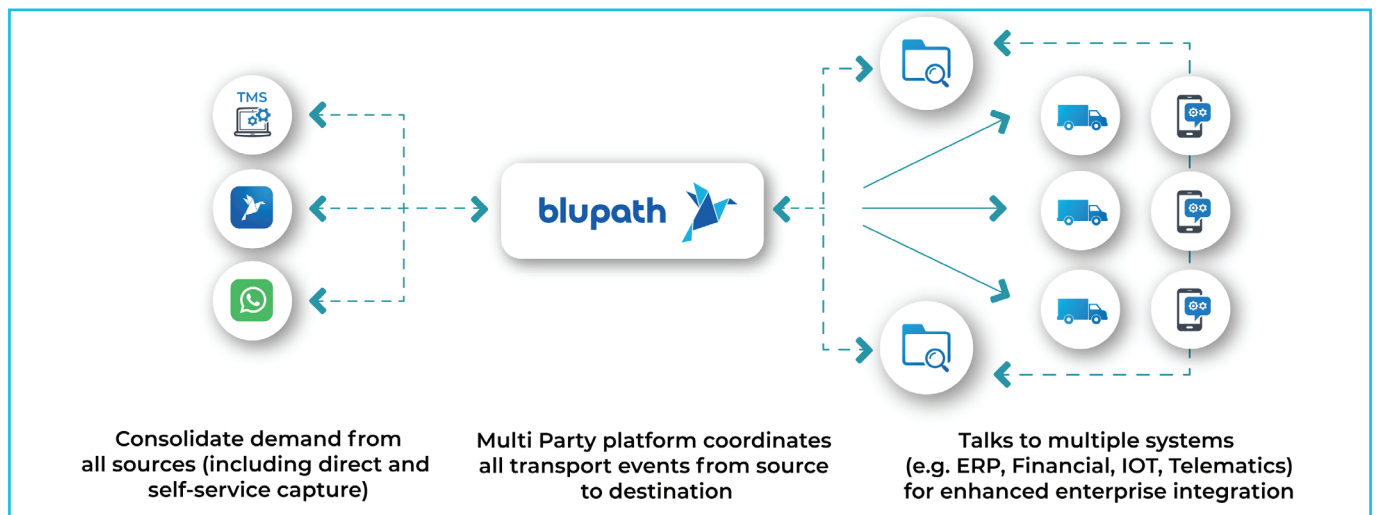 TMS
blupath
Consolidate demand from
all sources (including direct and
self-service capture)
Multi Party platform coordinates
all transport events from source
to destination
Talks to multiple systems
(e.g. ERP, Financial, IOT, Telematics)
for enhanced enterprise integration